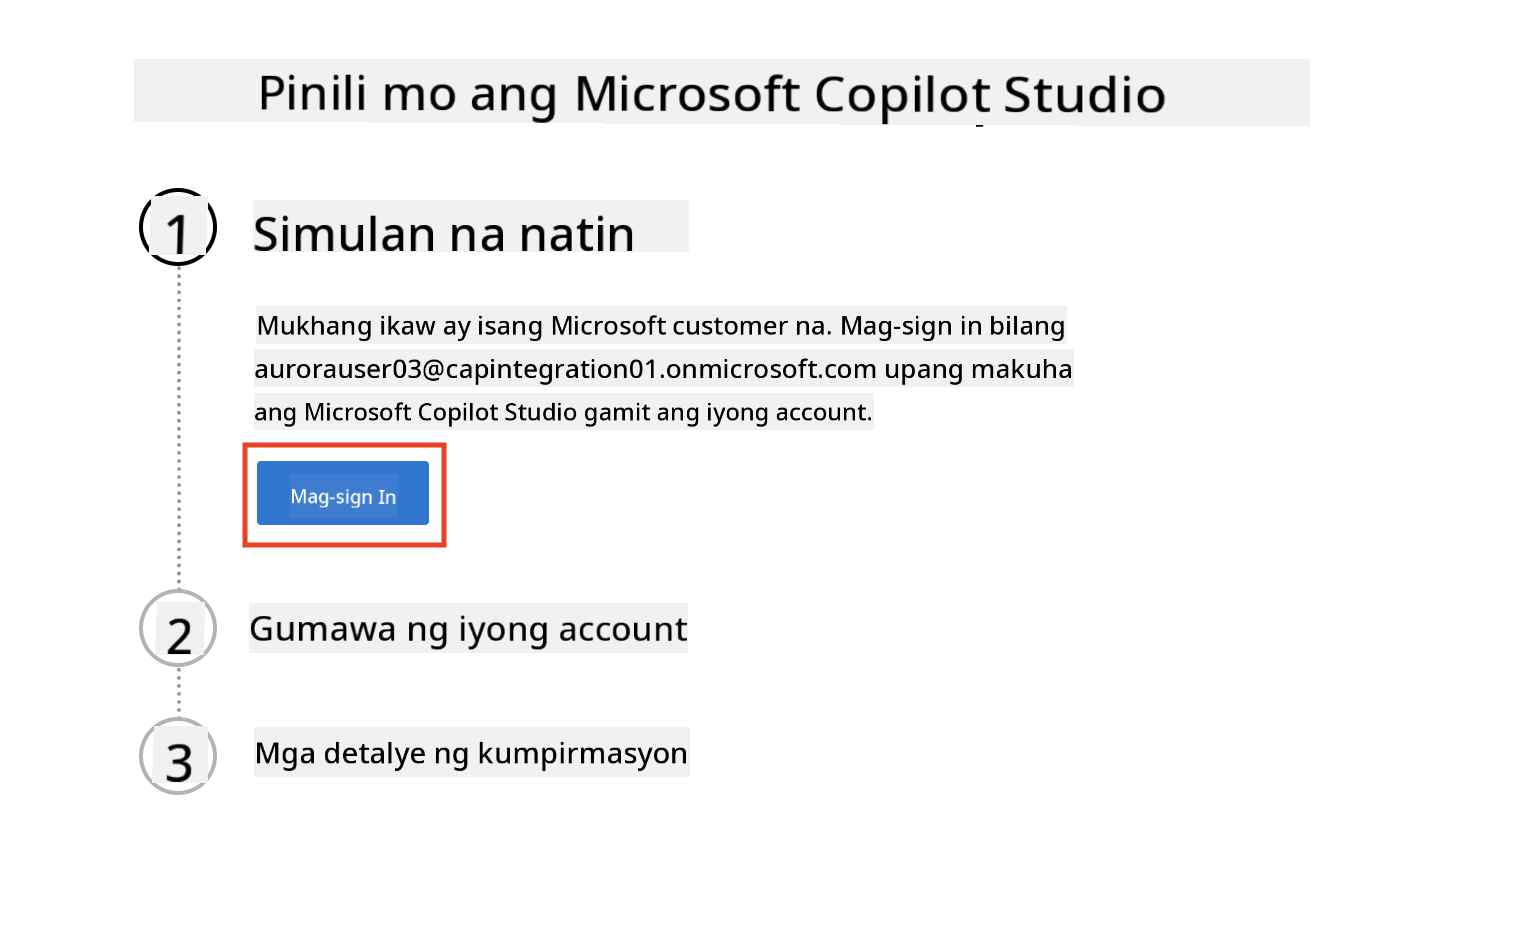 Pinili mo ang Microsoft Copilot Studio
1
Simulan na natin
Mukhang ikaw ay isang Microsoft customer na. Mag-sign in bilang
aurorauser03@capintegration01.onmicrosoft.com upang makuha
ang Microsoft Copilot Studio gamit ang iyong account.
Mag-sign In
2
Gumawa ng iyong account
3
Mga detalye ng kumpirmasyon